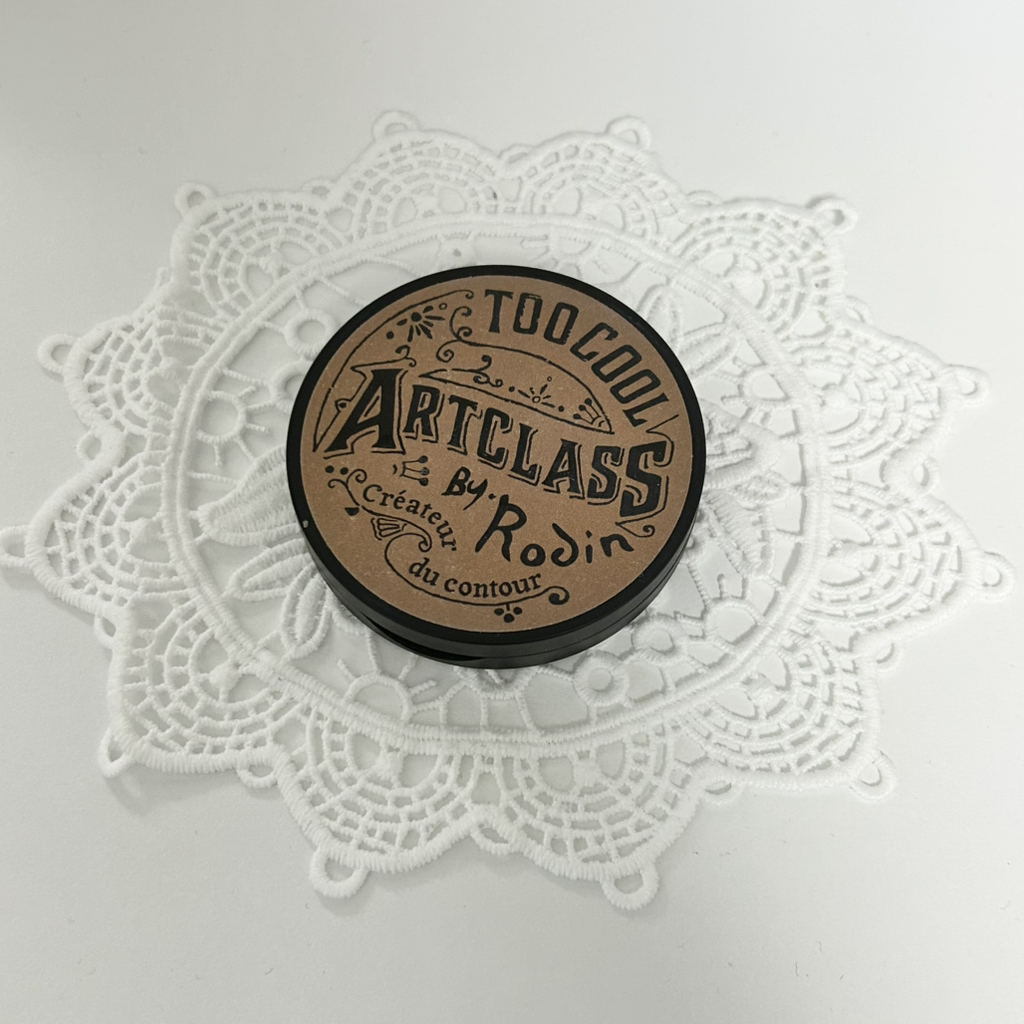 TOO COOL
ARTCLASS
By. Rodin
Créateur
du contour